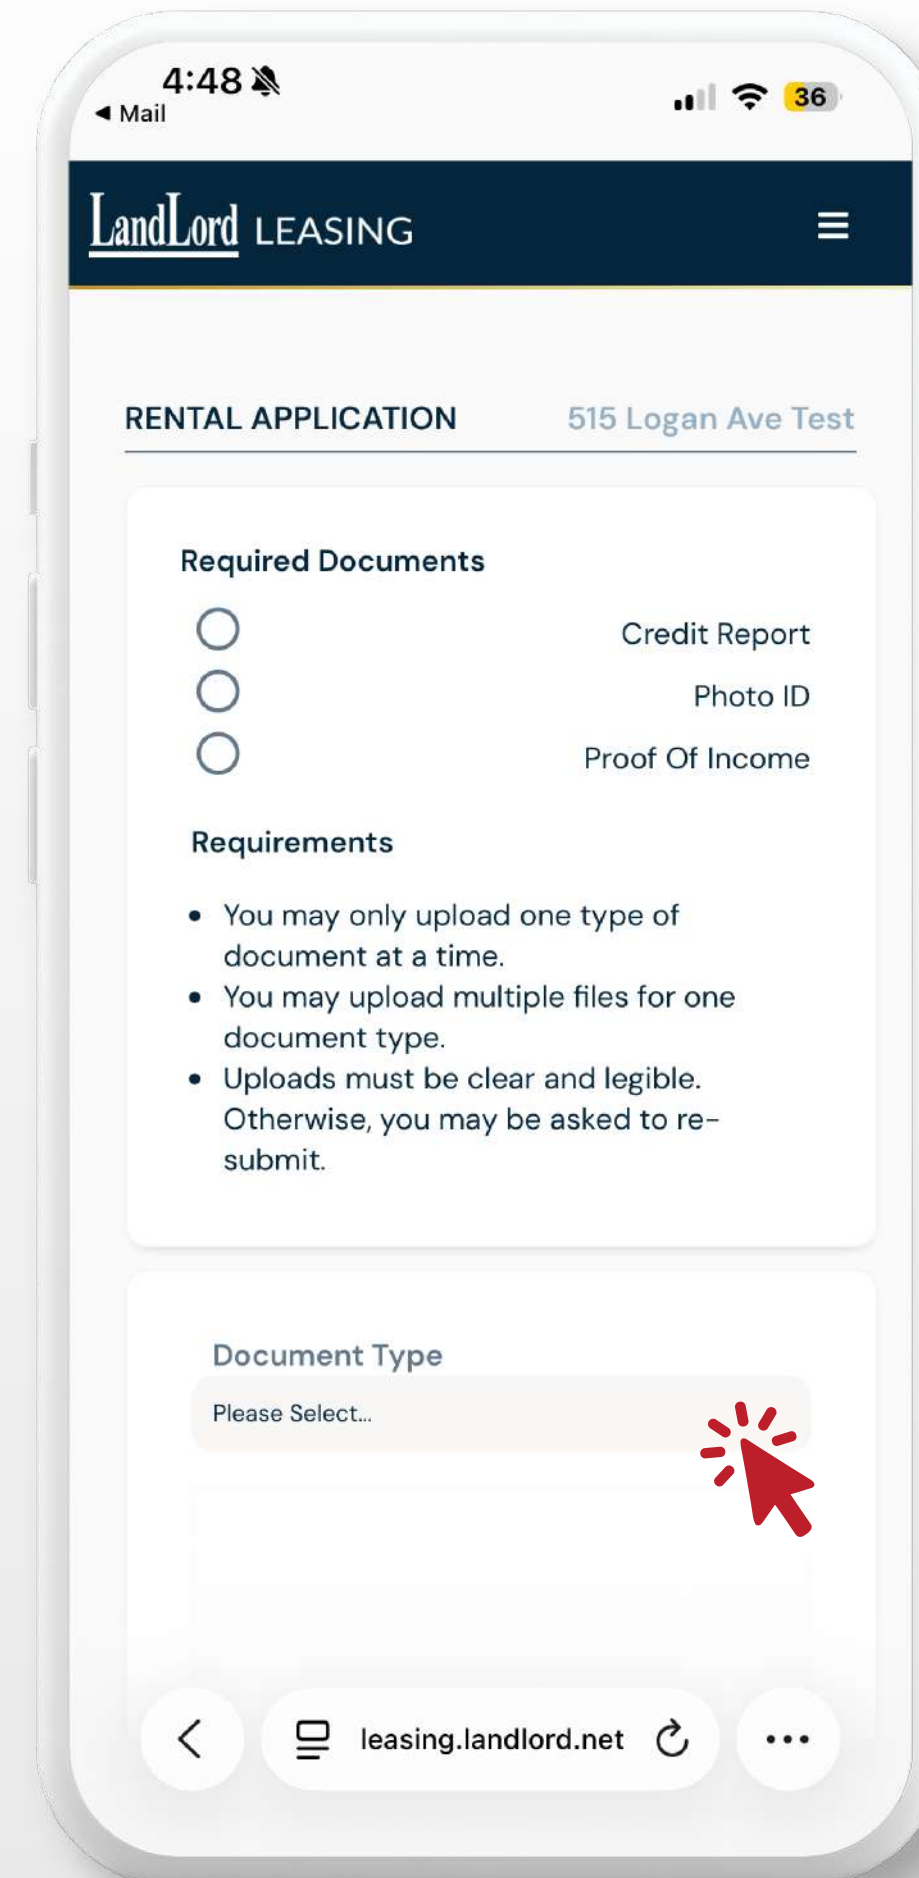 4:48
◀ Mail
36
LandLord LEASING
RENTAL APPLICATION 515 Logan Ave Test
Required Documents
Credit Report
Photo ID
Proof Of Income
Requirements
• You may only upload one type of
document at a time.
• You may upload multiple files for one
document type.
• Uploads must be clear and legible.
Otherwise, you may be asked to re-
submit.
Document Type
Please Select...
leasing.landlord.net